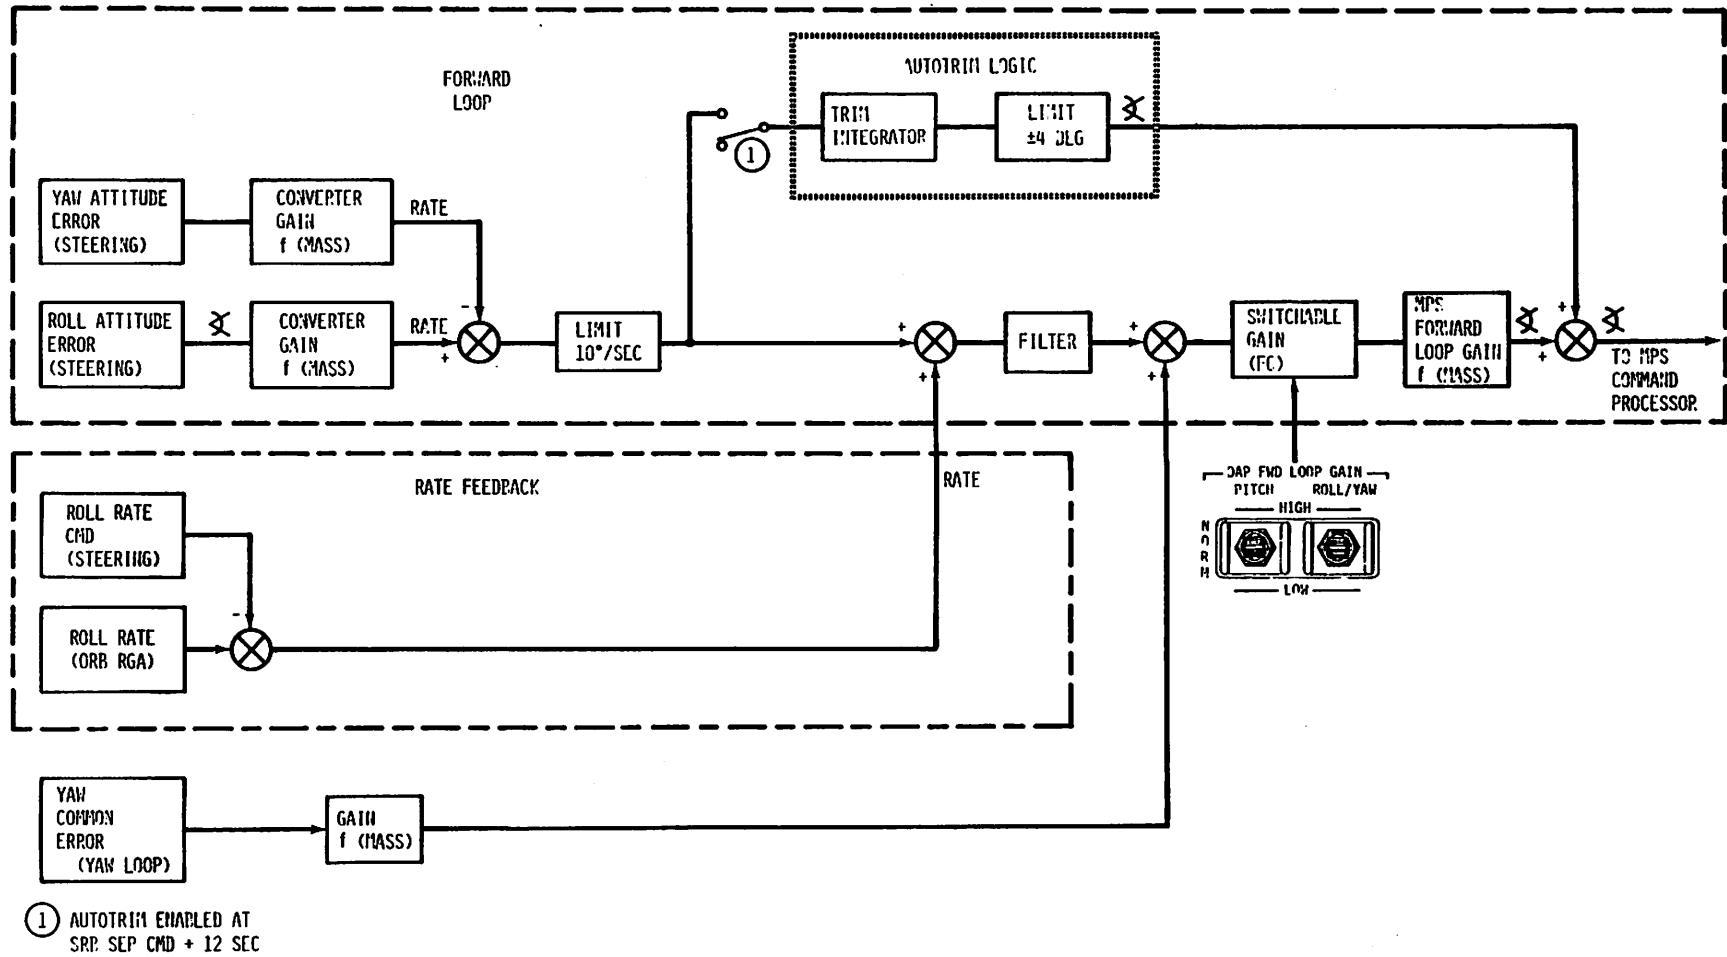 FORWARD
LOOP
AUTOTRIM LOGIC
TRIM
INTEGRATOR
LIMIT
±4 DEG
1
YAW ATTITUDE
ERROR
(STEERING)
CONVERTER
GAIN
f (MASS)
RATE
-
ROLL ATTITUDE
ERROR
(STEERING)
CONVERTER
GAIN
f (MASS)
RATE
+
LIMIT
10°/SEC
+
+
FILTER
+
+
SWITCHABLE
GAIN
(FC)
MPS
FORWARD
LOOP GAIN
f (MASS)
+
+
TO MPS
COMMAND
PROCESSOR
RATE FEEDBACK
RATE
ROLL RATE
CMD
(STEERING)
-
ROLL RATE
(ORB RGA)
DAP FWD LOOP GAIN
PITCH ROLL/YAW
HIGH
NORM
LOW
YAW
COMMON
ERROR
(YAW LOOP)
GAIN
f (MASS)
1 AUTOTRIM ENABLED AT
SRB SEP CMD + 12 SEC